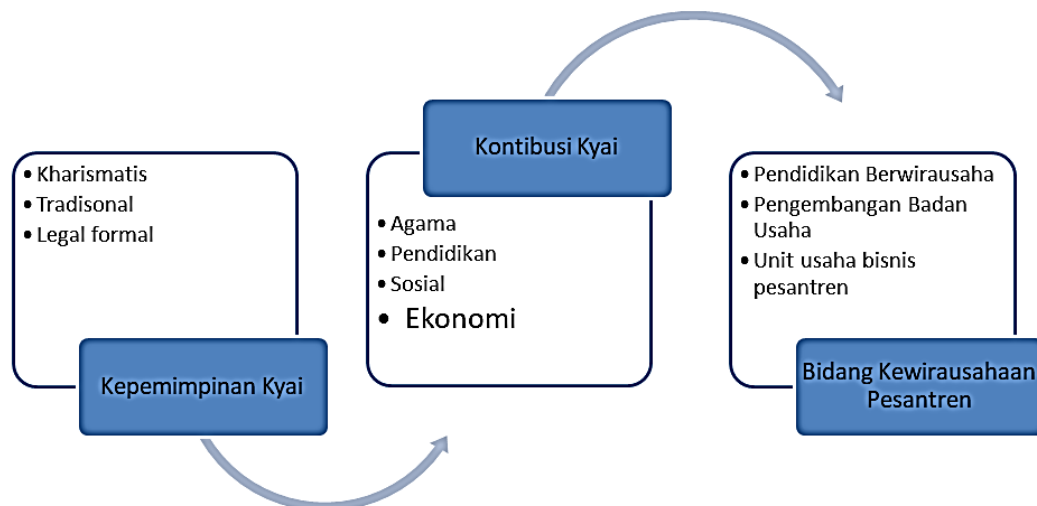 • Kharismatis
• Tradisonal
• Legal formal
Kepemimpinan Kyai
Kontibusi Kyai
• Agama
• Pendidikan
• Sosial
• Ekonomi
• Pendidikan Berwirausaha
• Pengembangan Badan
Usaha
• Unit usaha bisnis
pesantren
Bidang Kewirausahaan
Pesantren